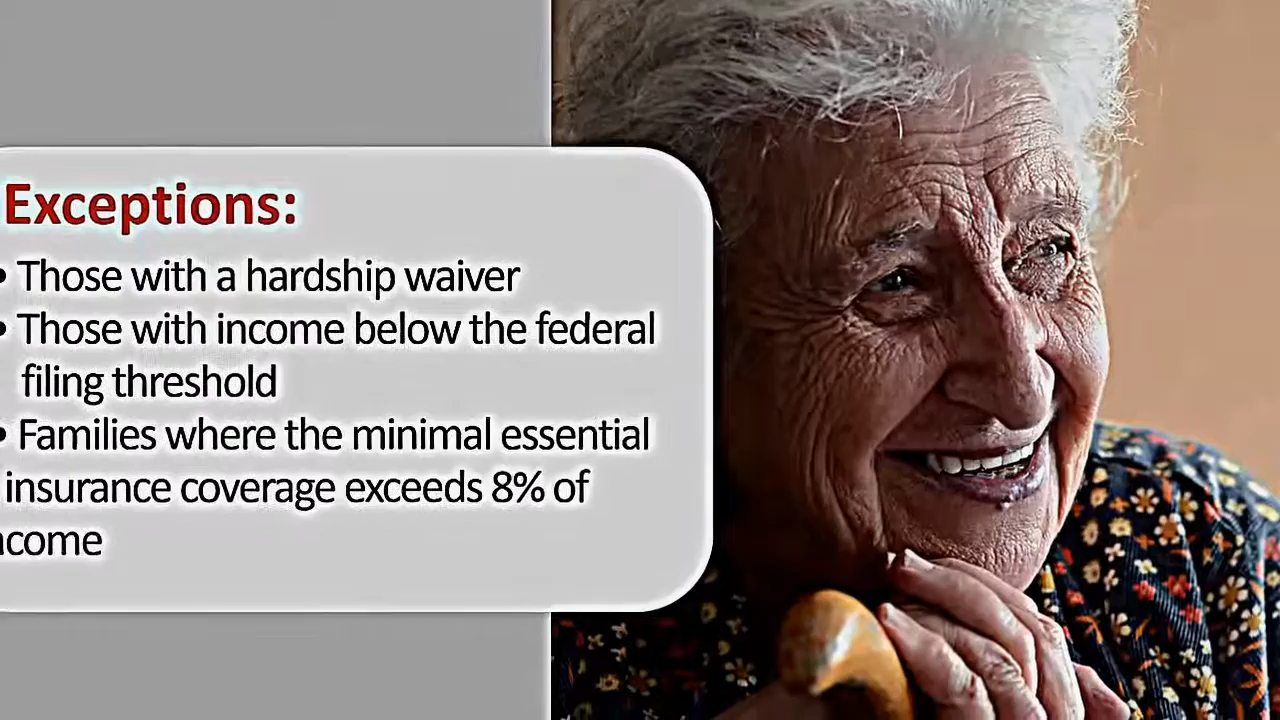 Exceptions:
• Those with a hardship waiver
• Those with income below the federal
filing threshold
• Families where the minimal essential
insurance coverage exceeds 8% of
ncome